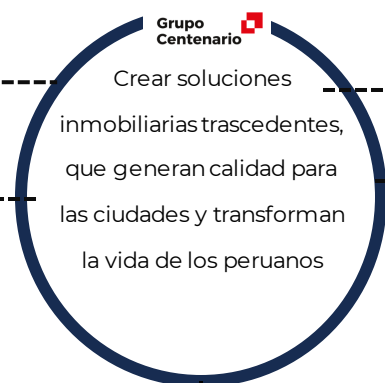 Grupo
Centenario
Crear soluciones
inmobiliarias trascedentes,
que generan calidad para
las ciudades y transforman
la vida de los peruanos